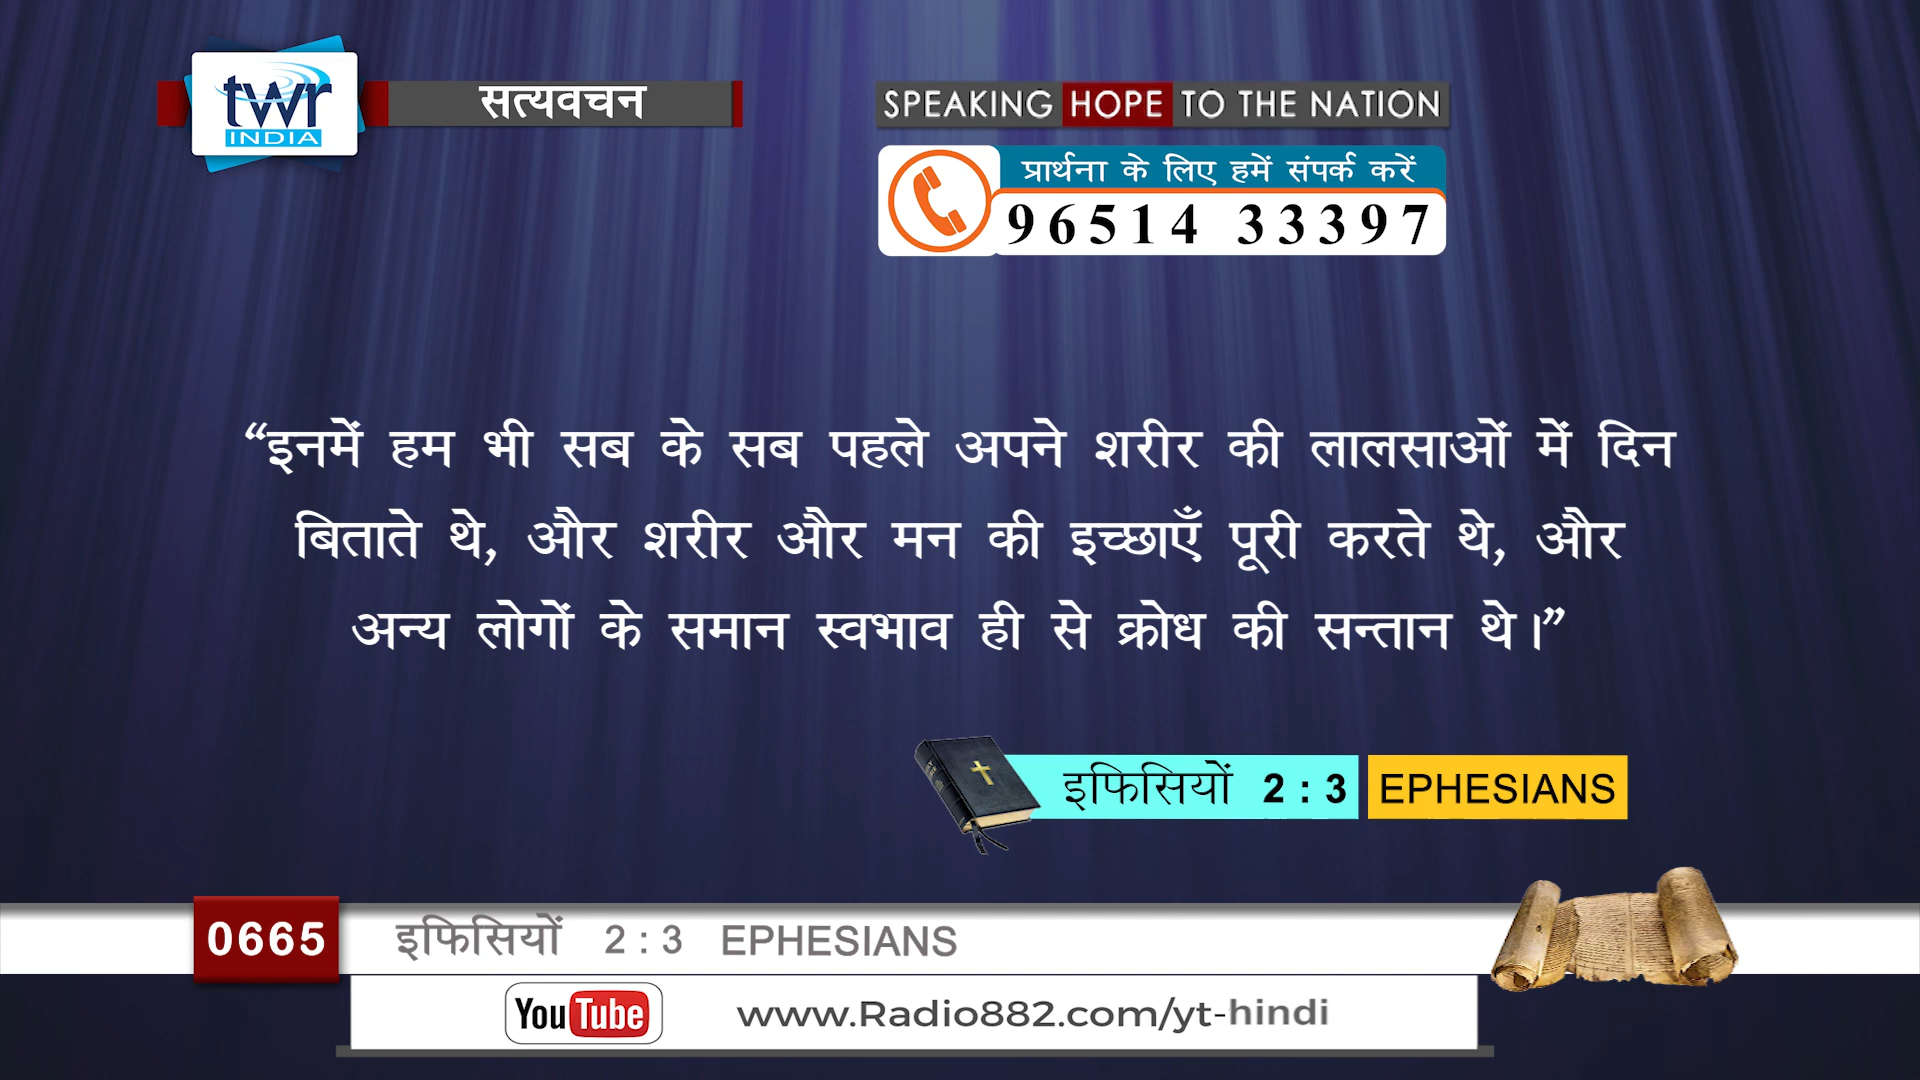 twr
INDIA
सत्यवचन
SPEAKING HOPE TO THE NATION
प्रार्थना के लिए हमें संपर्क करें
96514 33397
“इनमें हम भी सब के सब पहले अपने शरीर की लालसाओं में दिन
बिताते थे, और शरीर और मन की इच्छाएँ पूरी करते थे, और
अन्य लोगों के समान स्वभाव ही से क्रोध की सन्तान थे।”
इफिसियों 2 : 3 EPHESIANS
0665 इफिसियों 2 : 3 EPHESIANS
YouTube www.Radio882.com/yt-hindi